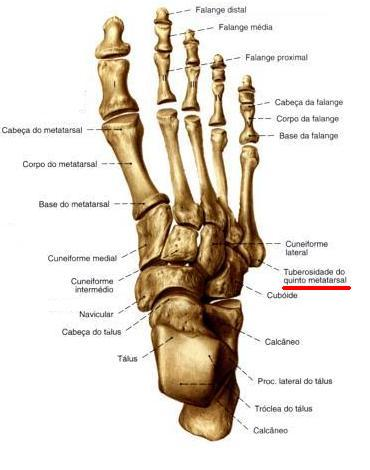 Falange distal
Falange média
Falange proximal
Cabeça da falange
Corpo da falange
Base da falange
Cabeça do metatarsal
Corpo do metatarsal
Base do metatarsal
Cuneiforme medial
Cuneiforme
intermédio
Navicular
Cabeça do tálus
Tálus
Cuneiforme
lateral
Tuberosidade do
quinto metatarsal
Cubóide
Calcâneo
Proc. lateral do tálus
Tróclea do tálus
Calcâneo
I
II
III